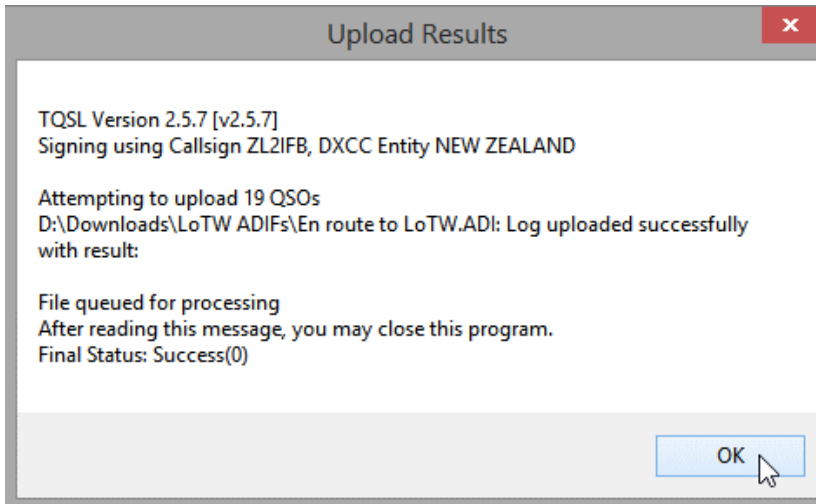 Upload Results
TQSL Version 2.5.7 [v2.5.7]
Signing using Callsign ZL2IFB, DXCC Entity NEW ZEALAND
Attempting to upload 19 QSOs
D:\Downloads\LoTW ADIFs\En route to LoTW.ADI: Log uploaded successfully
with result:
File queued for processing
After reading this message, you may close this program.
Final Status: Success(0)
OK